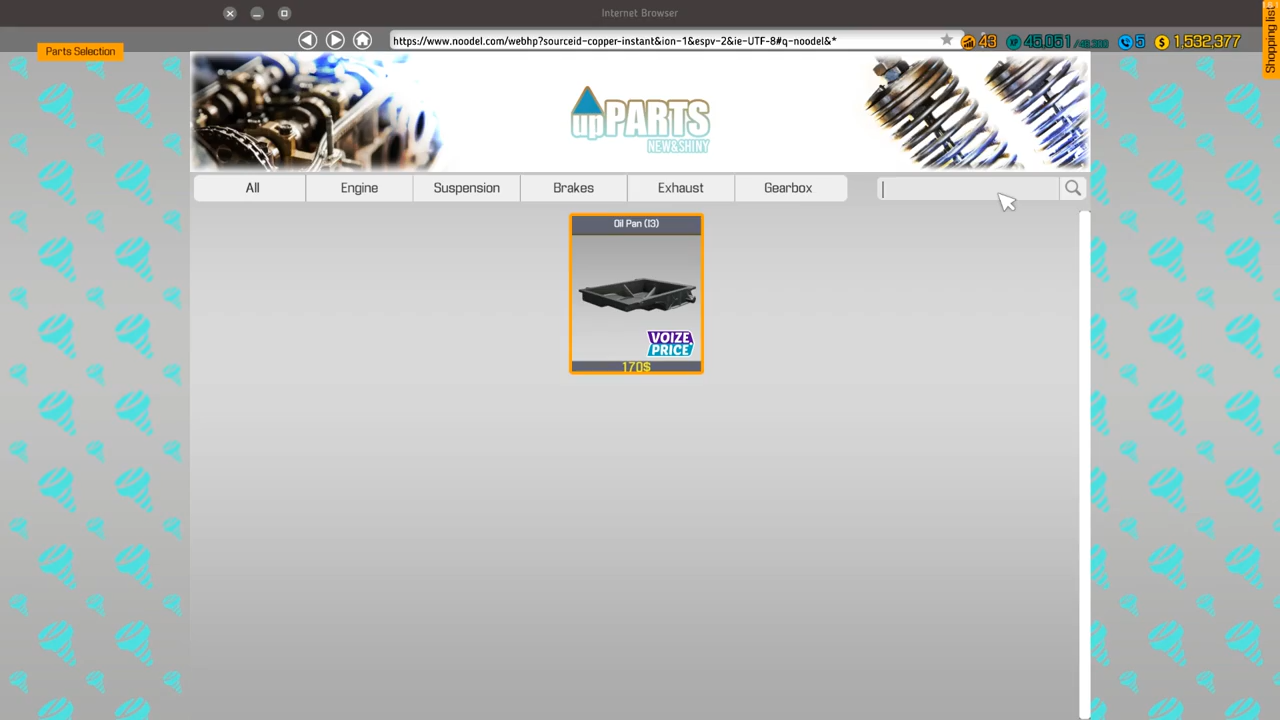 Internet Browser
Parts Selection
https://www.noodel.com/webhp?sourceid-copper-instant&ion-1&espv-2&ie-UTF-8#q-noodel&*
43
XP
5
$
1,532,377
Shopping list
upPARTS
NEW&SHINY
All
Engine
Suspension
Brakes
Exhaust
Gearbox
Oil Pan (13)
VOIZE
PRICE
170$